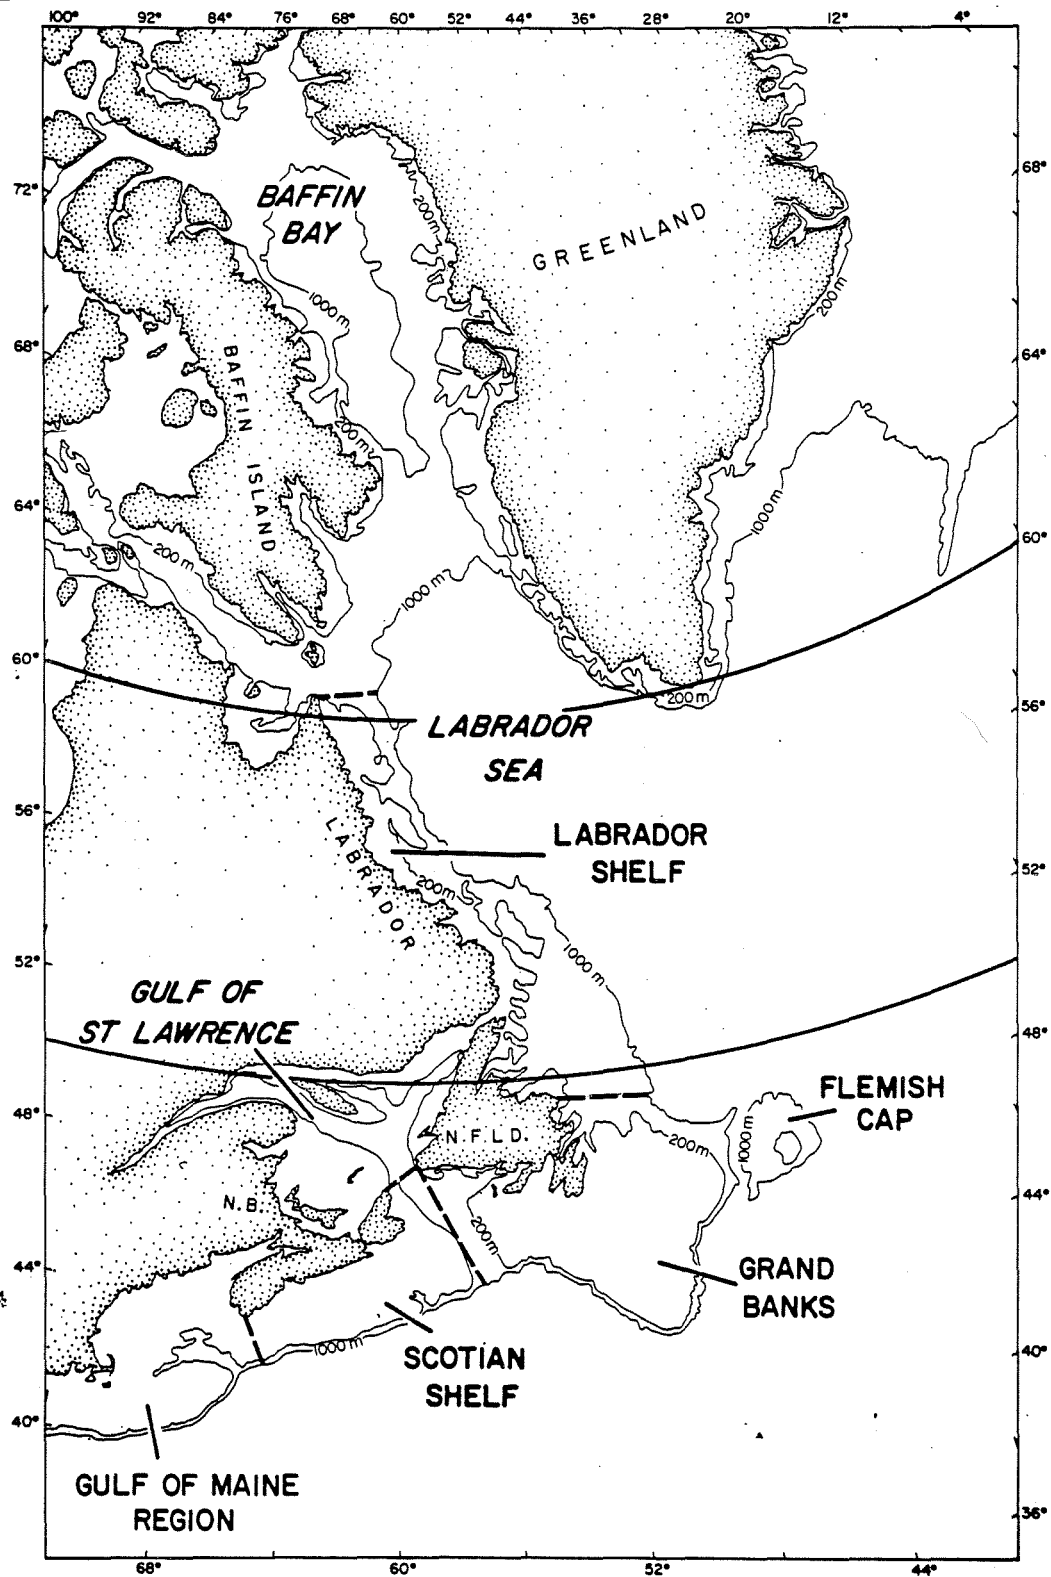 100° 92° 84° 76° 68° 60° 52° 44° 36° 28° 20° 12° 4°
68°
72°
BAFFIN
BAY
200m
GREENLAND
1000m
200m
68°
64°
BAFFIN ISLAND
200m
64°
1000m
60°
200m
1000m
60°
200m
56°
LABRADOR
SEA
56°
LABRADOR
SHELF
LABRADOR
200m
52°
52°
1000m
GULF OF
ST LAWRENCE
48°
48°
FLEMISH
CAP
N.F.L.D.
200m
1000m
N.B.
44°
200m
44°
GRAND
BANKS
1000m
40°
SCOTIAN
SHELF
40°
GULF OF MAINE
REGION
36°
68° 60° 52° 44°